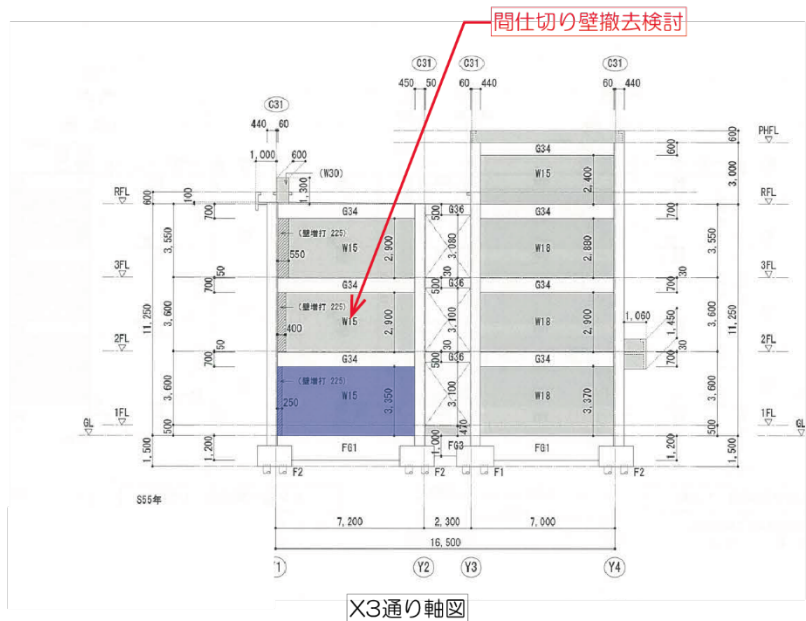 間仕切り壁撤去検討
C31
C31
C31
450 50
60 440
60 440
C31
440 60
1,000
600
(W30)
1,300
G34
600
600
PHFL
W15
2,400
3,000
RFL
600
100
700
G34
500
G36
G34
700
RFL
(壁増打 225)
550
W15
2,900
3,080
W18
2,880
3,550
3,550
3FL
50
700
G34
30
500
G36
G34
30
700
3FL
11,250
3,600
(壁増打 225)
400
W15
2,900
3,100
W18
2,900
1,060
1,450
3,600
11,250
2FL
50
700
G34
30
500
G36
G34
30
700
2FL
3,600
(壁増打 225)
250
W15
3,350
3,100
W18
3,370
3,600
1FL
GL
500
470
500
1FL
GL
1,500
1,200
FG1
1,000
FG3
FG1
1,200
1,500
F2
F2
F1
F2
S55年
7,200
2,300
7,000
16,500
Y1
Y2
Y3
Y4
X3通り軸図